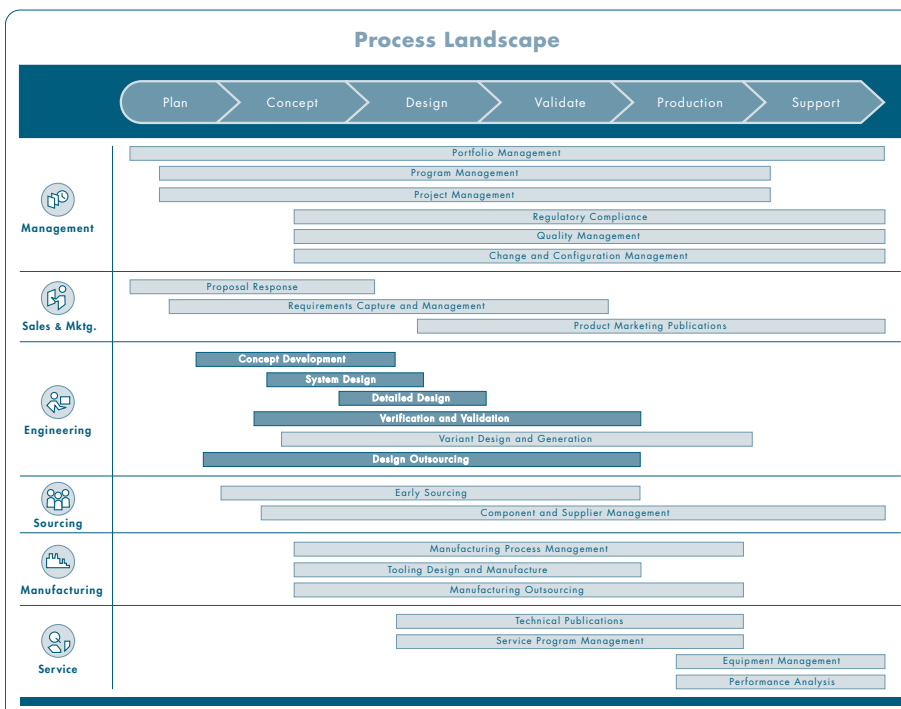 Process Landscape
Plan
Concept
Design
Validate
Production
Support
Management
Portfolio Management
Program Management
Project Management
Regulatory Compliance
Quality Management
Change and Configuration Management
Sales & Mktg.
Proposal Response
Requirements Capture and Management
Product Marketing Publications
Engineering
Concept Development
System Design
Detailed Design
Verification and Validation
Variant Design and Generation
Design Outsourcing
Sourcing
Early Sourcing
Component and Supplier Management
Manufacturing
Manufacturing Process Management
Tooling Design and Manufacture
Manufacturing Outsourcing
Service
Technical Publications
Service Program Management
Equipment Management
Performance Analysis